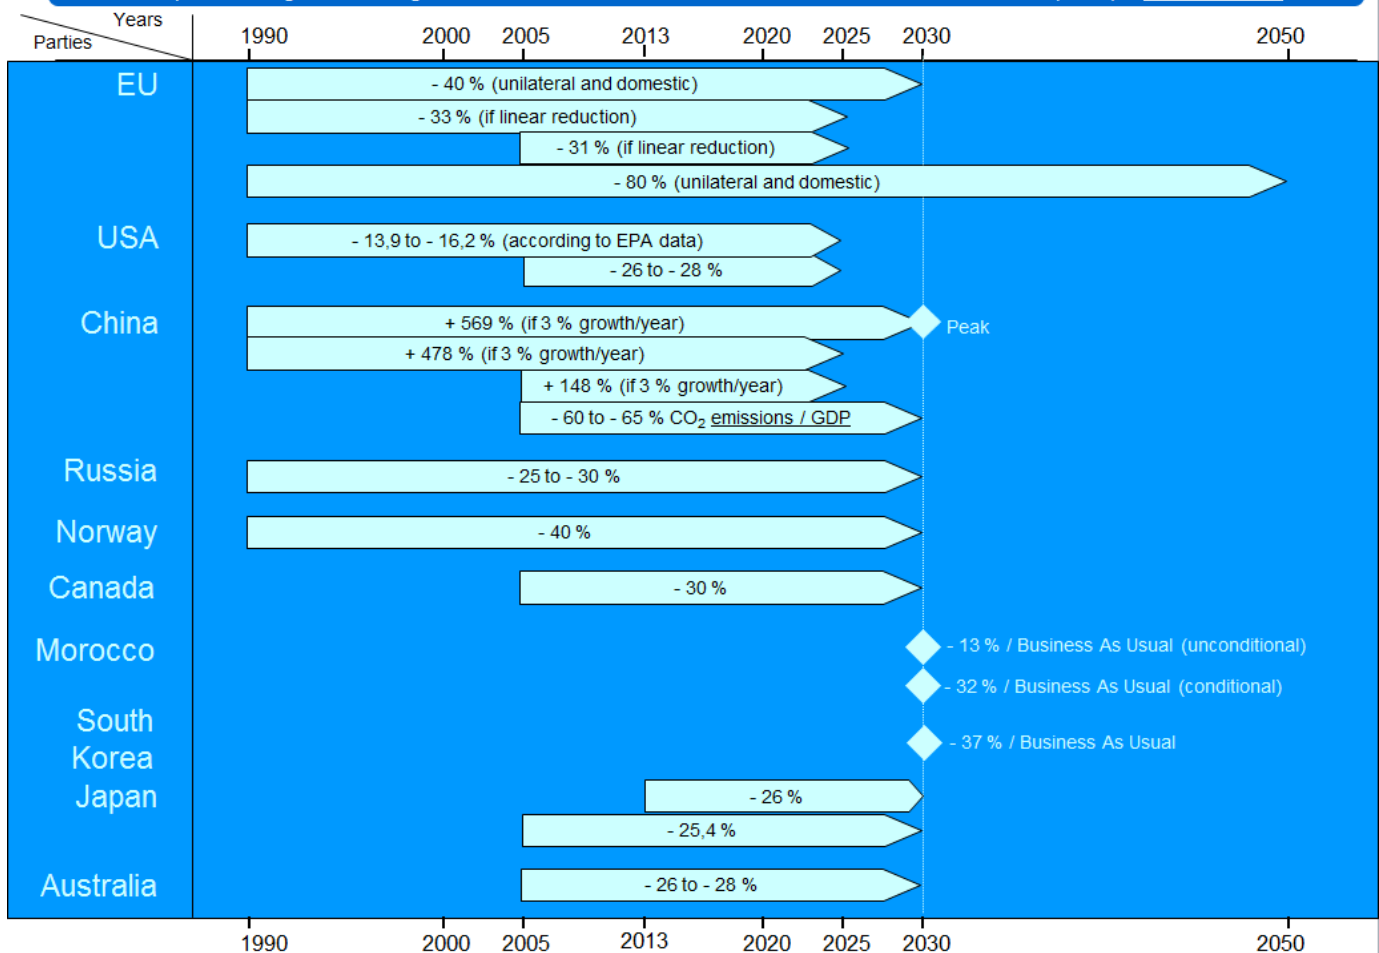 Years
Parties
1990 2000 2005 2013 2020 2025 2030 2050
EU
- 40 % (unilateral and domestic)
- 33 % (if linear reduction)
- 31 % (if linear reduction)
- 80 % (unilateral and domestic)
USA
- 13,9 to - 16,2 % (according to EPA data)
- 26 to - 28 %
China
+ 569 % (if 3 % growth/year)
Peak
+ 478 % (if 3 % growth/year)
+ 148 % (if 3 % growth/year)
- 60 to - 65 % CO₂ emissions / GDP
Russia
- 25 to - 30 %
Norway
- 40 %
Canada
- 30 %
Morocco
- 13 % / Business As Usual (unconditional)
- 32 % / Business As Usual (conditional)
South
Korea
- 37 % / Business As Usual
Japan
- 26 %
- 25,4 %
Australia
- 26 to - 28 %
1990 2000 2005 2013 2020 2025 2030 2050